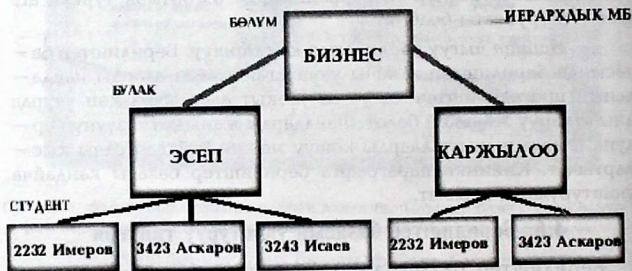 БӨЛҮМ
ИЕРАРХДЫК МБ
БИЗНЕС
БУЛАК
ЭСЕП
КАРЖЫЛОО
СТУДЕНТ
2232 Имеров
3423 Аскаров
3243 Исаев
2232 Имеров
3423 Аскаров